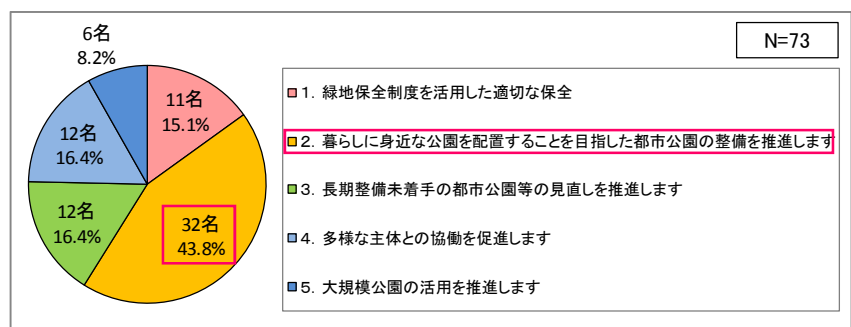 N=73
6名
8.2%
11名
15.1%
32名
43.8%
12名
16.4%
12名
16.4%
1. 緑地保全制度を活用した適切な保全
2. 暮らしに身近な公園を配置することを目指した都市公園の整備を推進します
3. 長期整備未着手の都市公園等の見直しを推進します
4. 多様な主体との協働を促進します
5. 大規模公園の活用を推進します